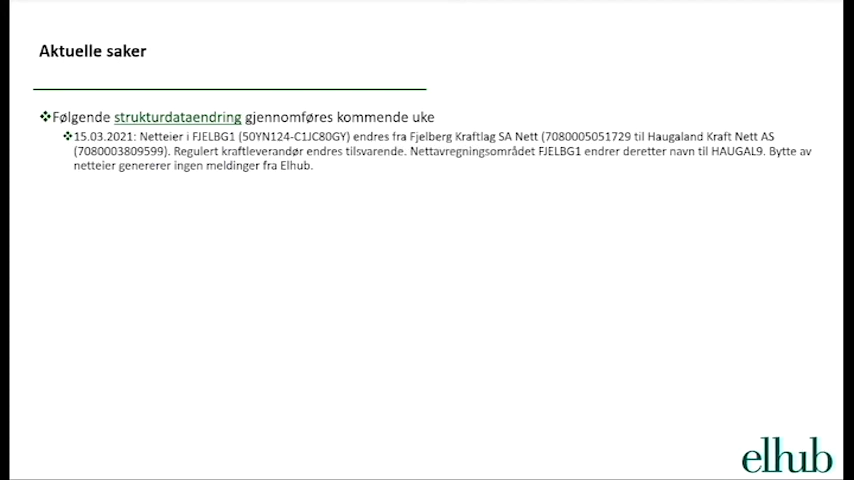 Aktuelle saker
❖Følgende strukturdataendring gjennomføres kommende uke
❖15.03.2021: Netteier i FJELBG1 (50YN124-C1JC80GY) endres fra Fjelberg Kraftlag SA Nett (7080005051729 til Haugaland Kraft Nett AS
(7080003809599). Regulert kraftleverandør endres tilsvarende. Nettavregningsområdet FJELBG1 endrer deretter navn til HAUGAL9. Bytte av
netteier genererer ingen meldinger fra Elhub.
elhub